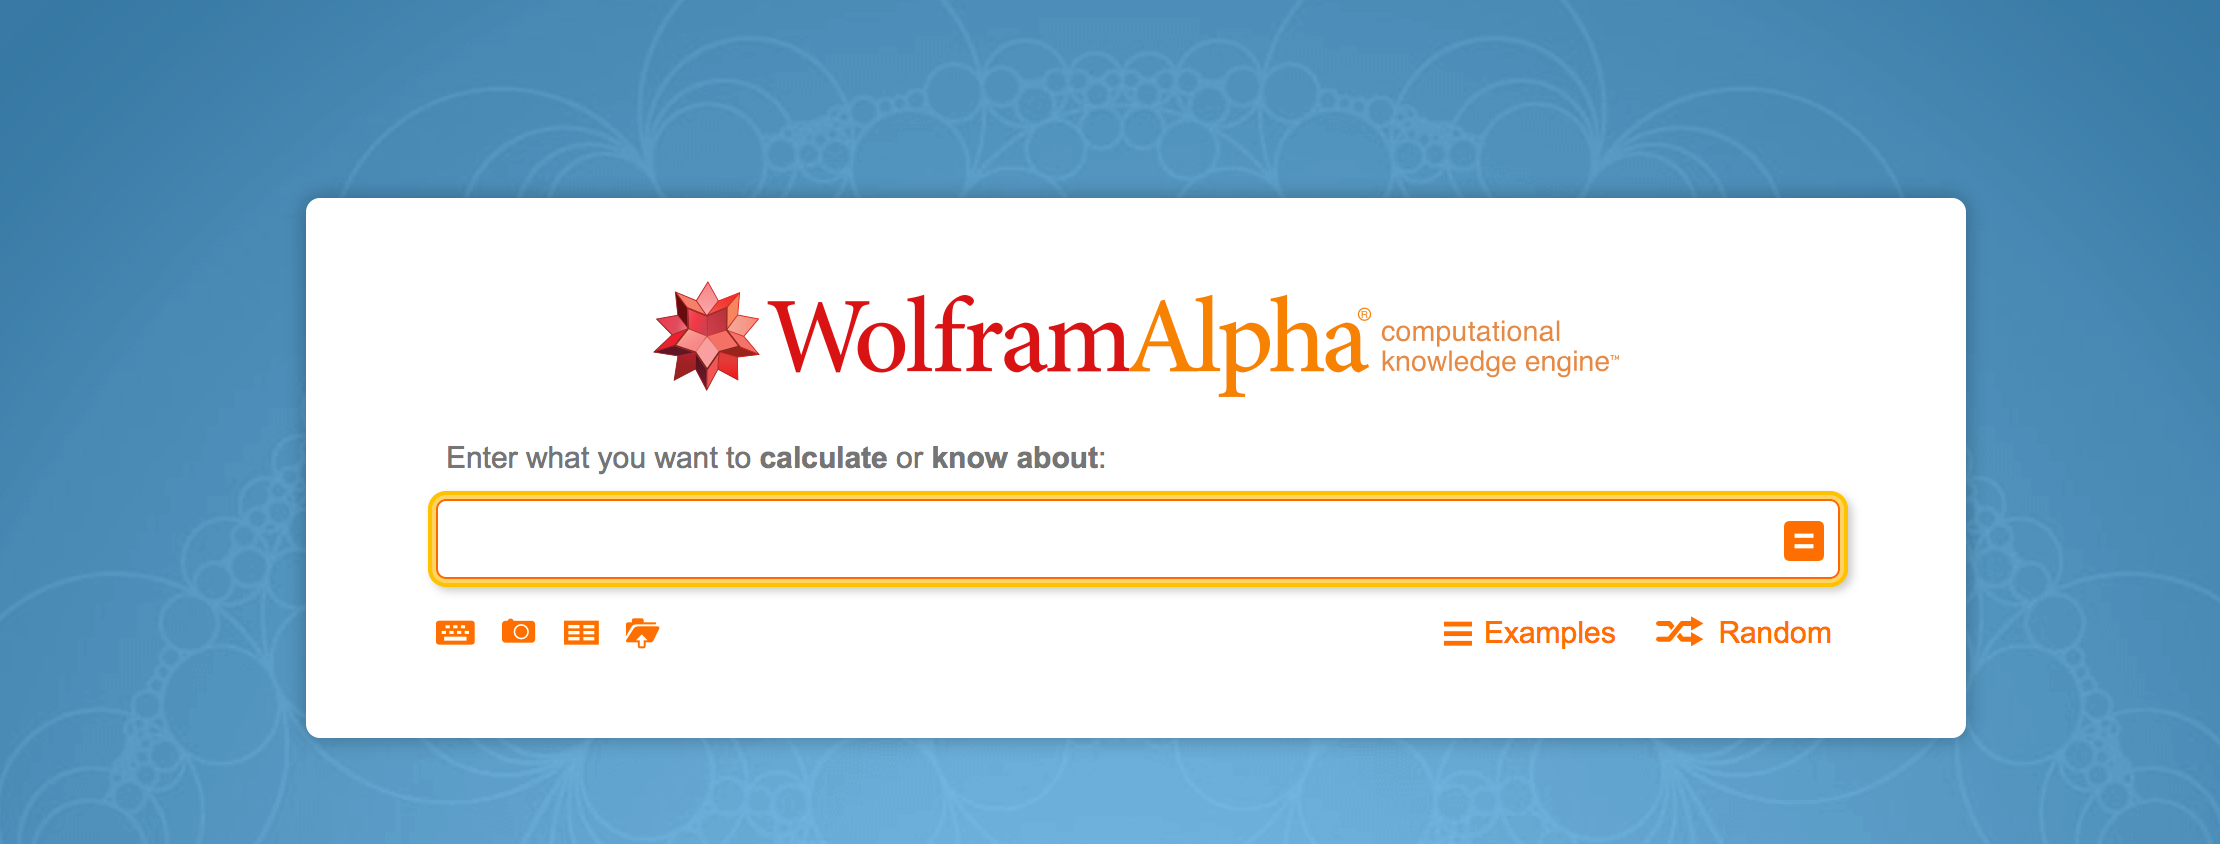 WolframAlpha® computational
knowledge engine™
Enter what you want to calculate or know about:
=
Examples Random